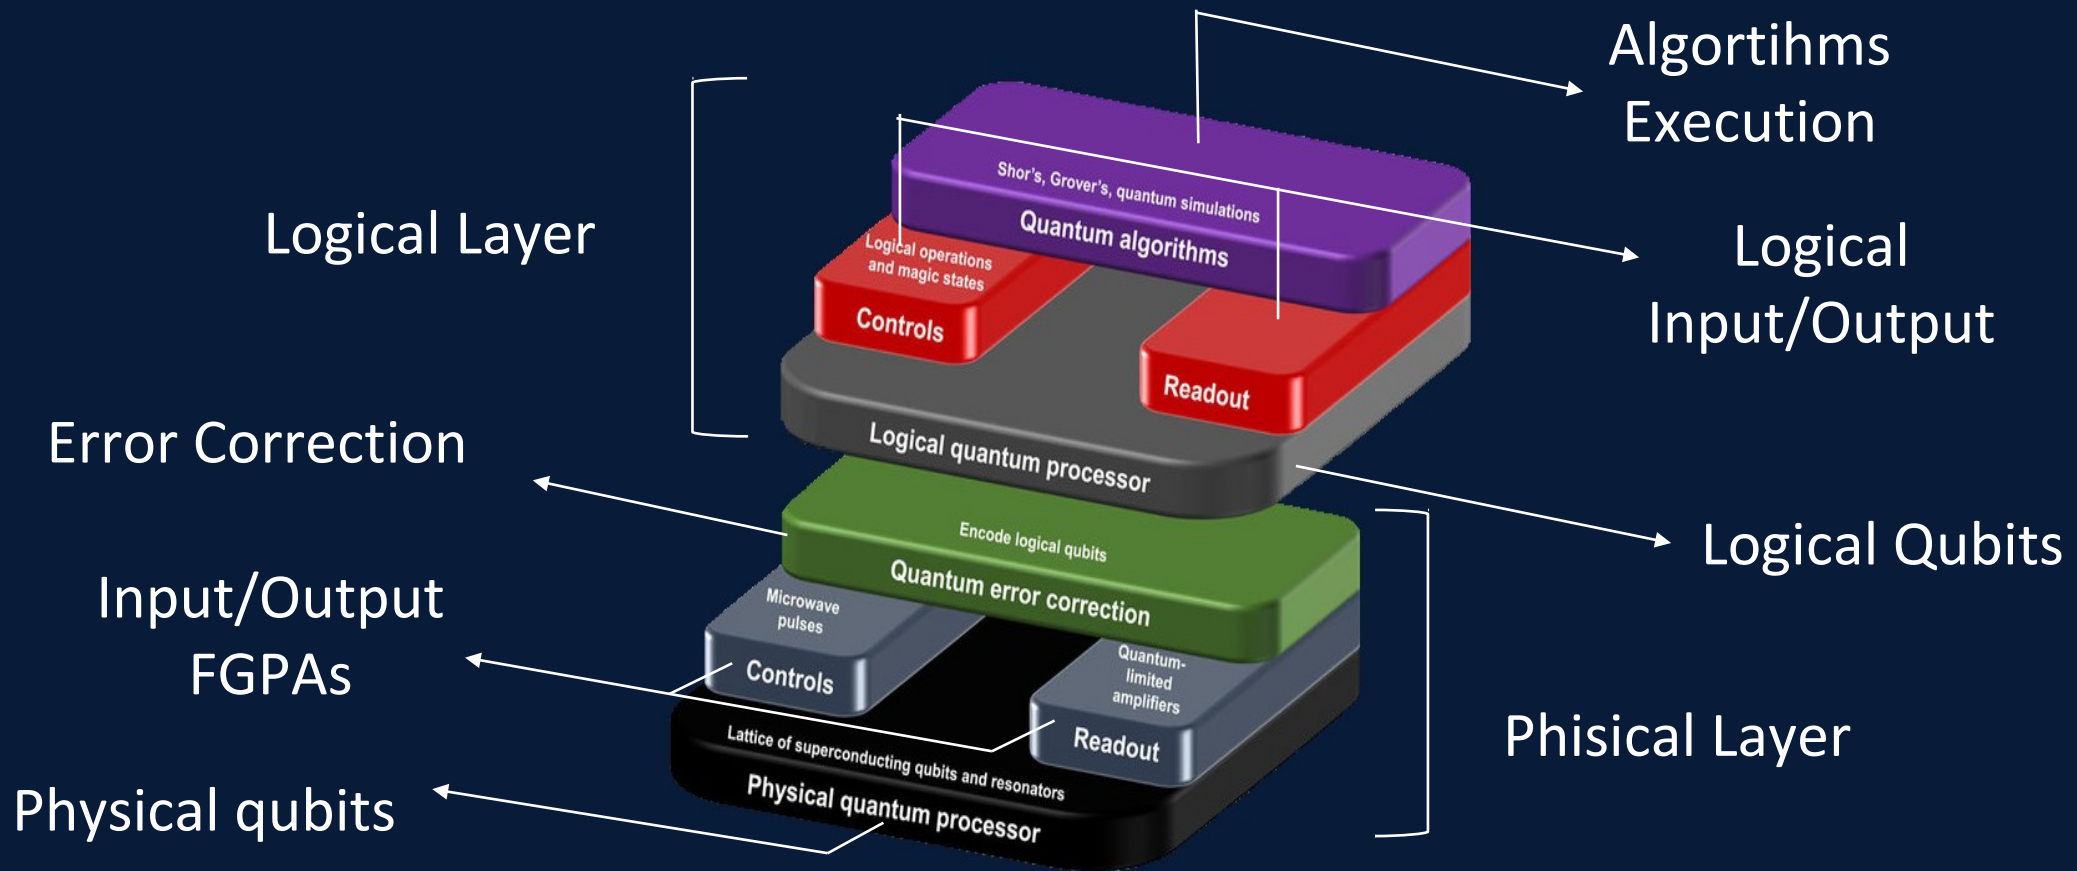 Algortihms
Execution
Logical Layer
Shor's, Grover's, quantum simulations
Quantum algorithms
Logical
Input/Output
Logical operations
and magic states
Controls
Readout
Logical quantum processor
Error Correction
Logical Qubits
Encode logical qubits
Quantum error correction
Input/Output
FGPAs
Microwave
pulses
Controls
Quantum-
limited
amplifiers
Readout
Phisical Layer
Lattice of superconducting qubits and resonators
Physical quantum processor
Physical qubits